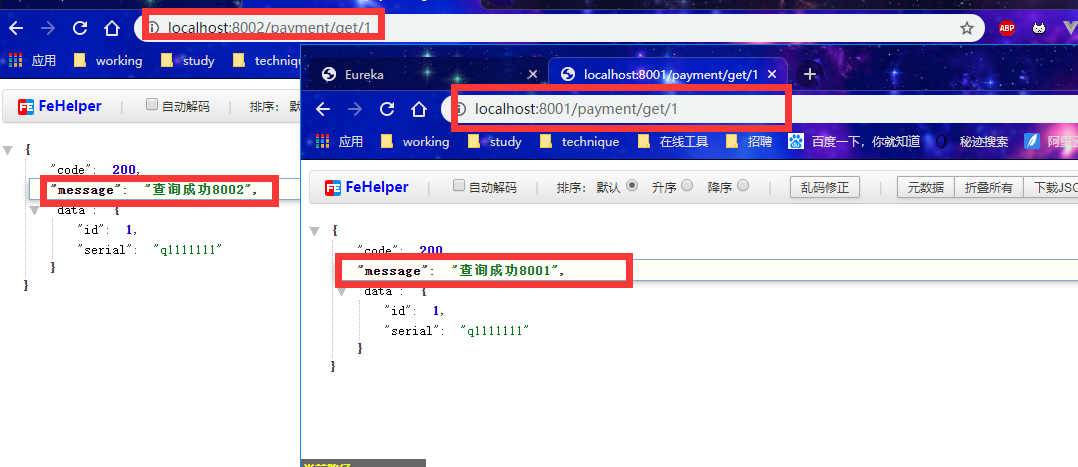 localhost:8002/payment/get/1
ABP
应用 working study technique
FeHelper 自动解码 排序:
{
"code": 200,
"message": "查询成功8002",
"data": {
"id": 1,
"serial": "q1111111"
}
}
Eureka localhost:8001/payment/get/1
localhost:8001/payment/get/1
应用 working study technique 在线工具 招聘 百度一下，你就知道 秘迹搜索 阿里云
FeHelper 自动解码 排序: 默认 升序 降序 乱码修正 元数据 折叠所有 下载JSO
{
"code": 200
"message": "查询成功8001",
data": {
"id": 1,
"serial": "q1111111"
}
}